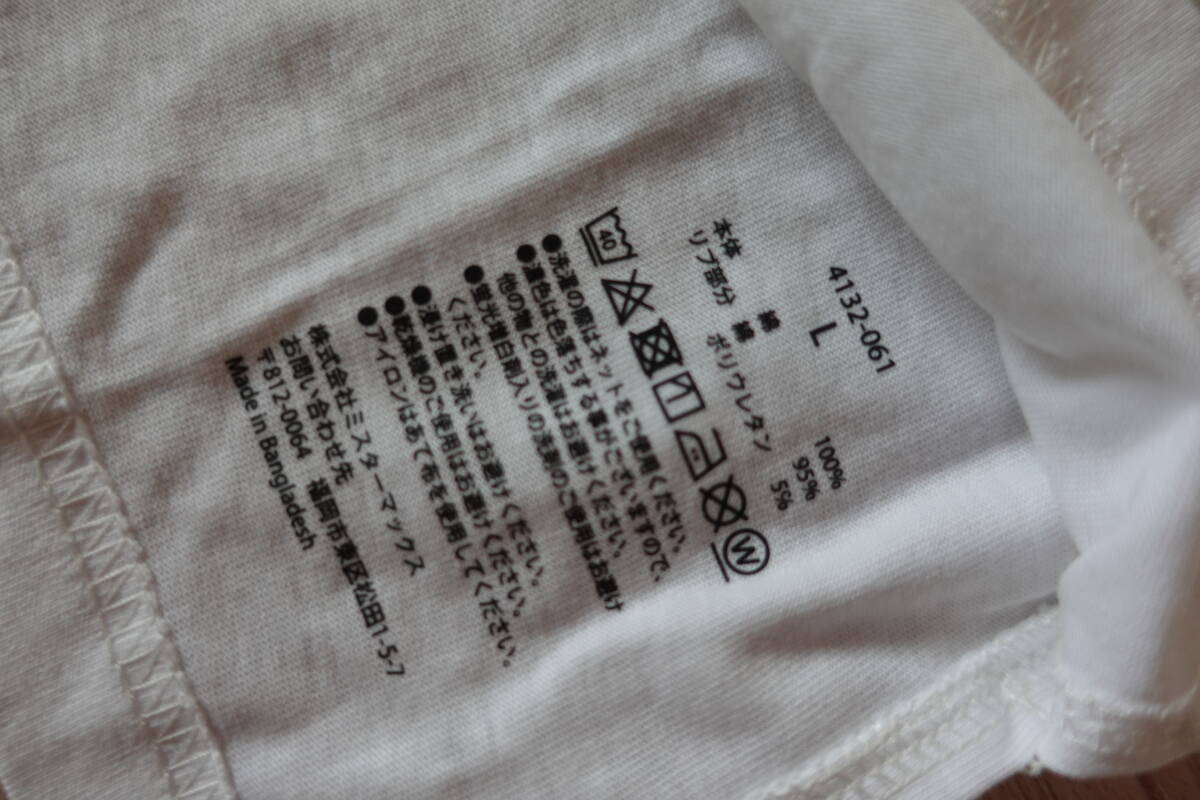 4132-061
L
本体 綿 100%
リブ部分 綿 95%
ポリウレタン 5%
40
W
●洗濯の際はネットをご使用ください。
●濃色は色落ちする事がございますので、
他の物との洗濯はお避けください。
●蛍光増白剤入りの洗剤のご使用はお避け
ください。
●漬け置き洗いはお避けください。
●乾燥機のご使用はお避けください。
●アイロンはあて布を使用してください。
株式会社ミスターマックス
お問い合わせ先
〒812-0064 福岡市東区松田1-5-7
Made in Bangladesh